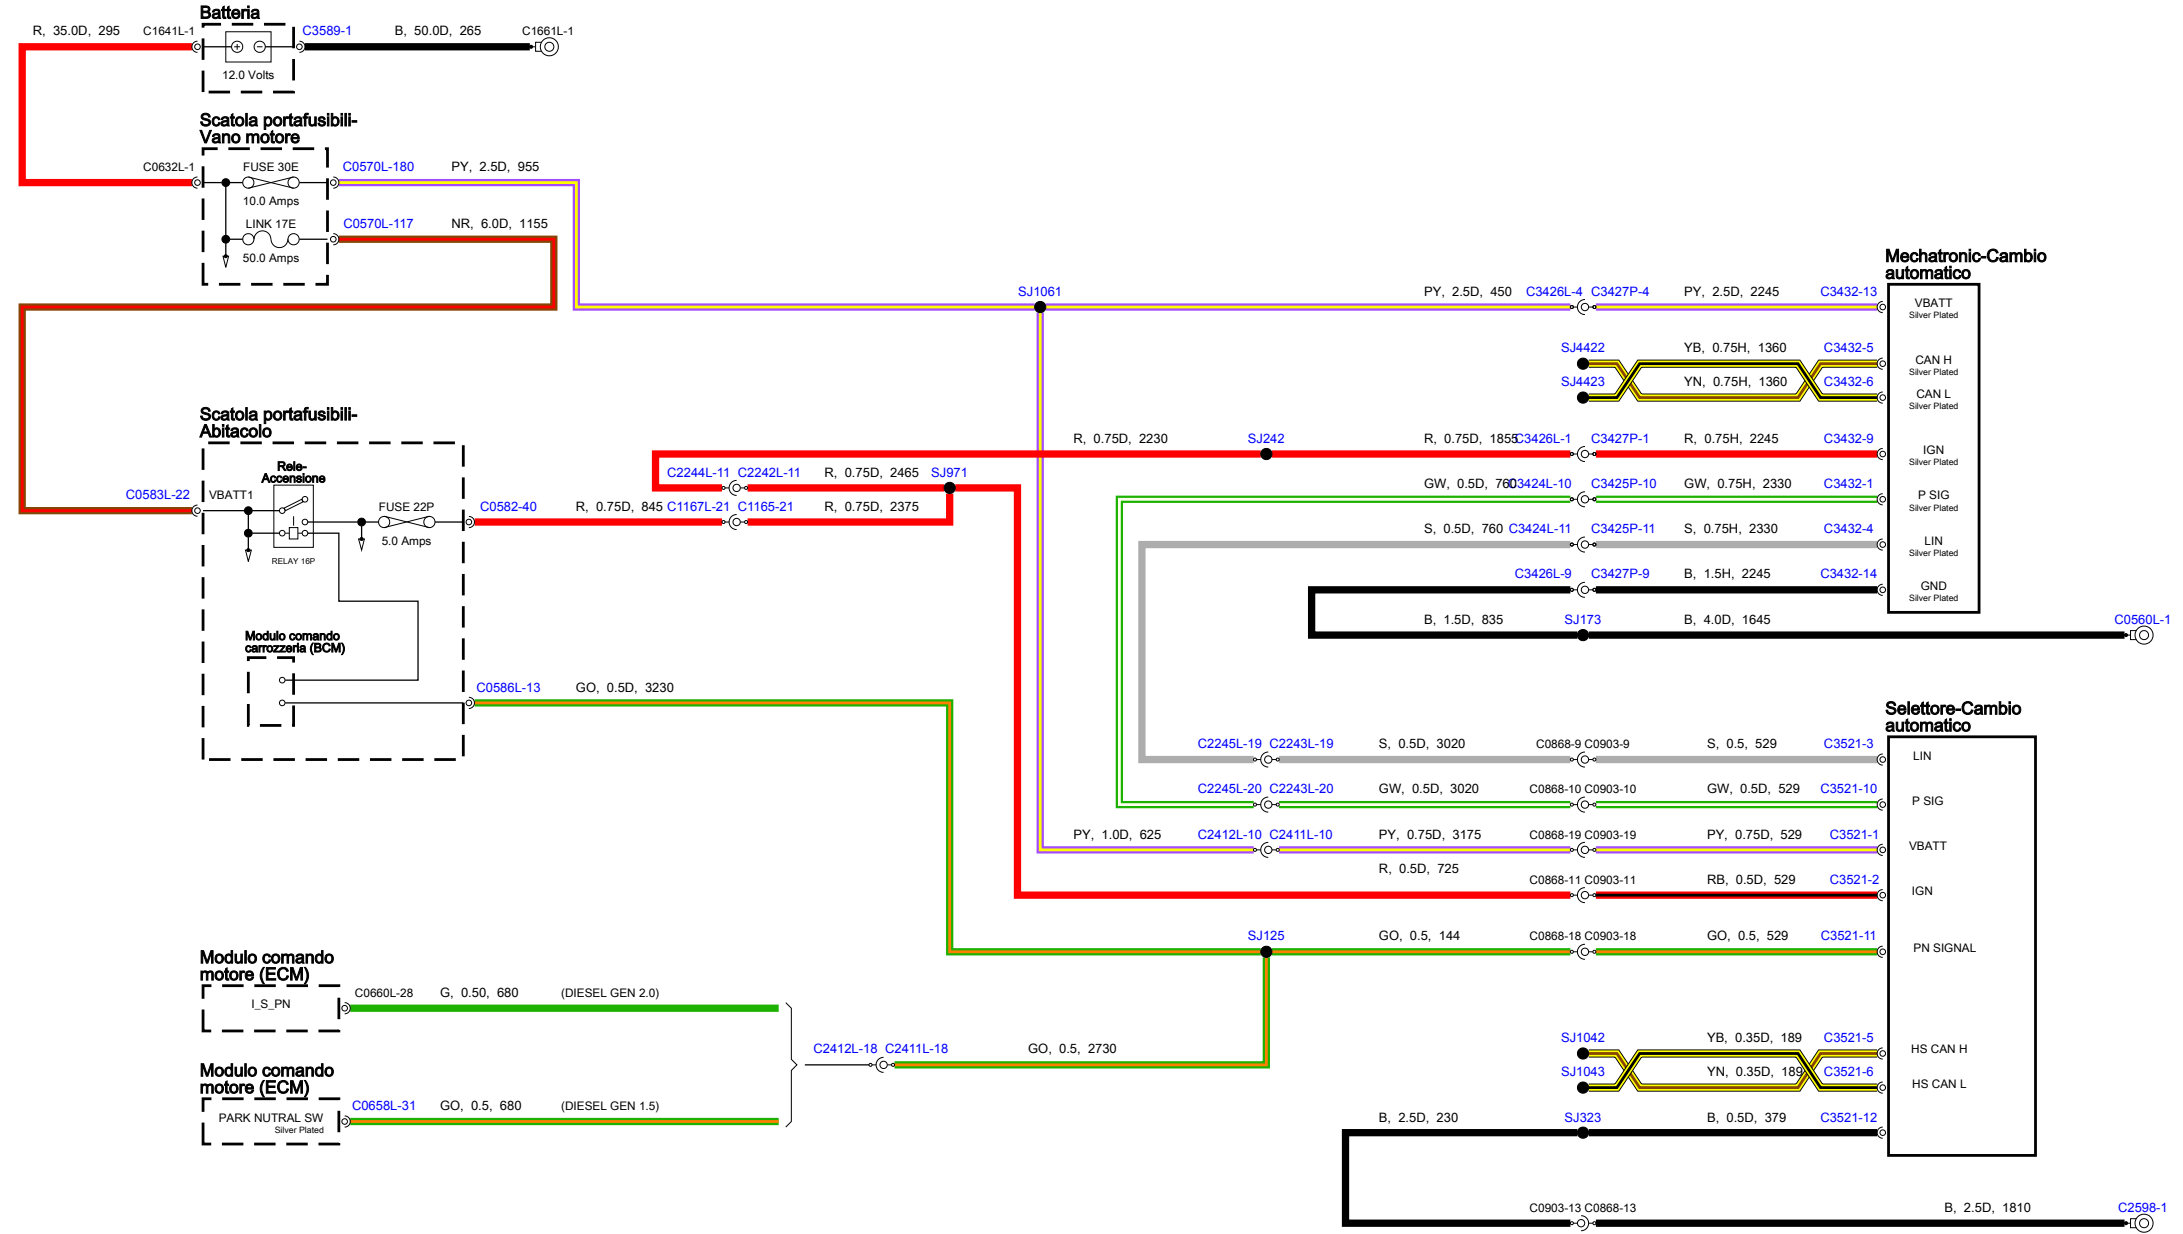 Batteria
R, 35.0D, 295 C1641L-1 C3589-1 B, 50.0D, 265 C1661L-1
12.0 Volts
Scatola portafusibili-
Vano motore
C0632L-1 FUSE 30E C0570L-180 PY, 2.5D, 955
10.0 Amps
LINK 17E C0570L-117 NR, 6.0D, 1155
50.0 Amps
Mechatronic-Cambio
automatico
SJ1061 PY, 2.5D, 450 C3426L-4 C3427P-4 PY, 2.5D, 2245 C3432-13
VBATT
Silver Plated
SJ4422 YB, 0.75H, 1360 C3432-5
CAN H
Silver Plated
SJ4423 YN, 0.75H, 1360 C3432-6
CAN L
Silver Plated
Scatola portafusibili-
Abitacolo
R, 0.75D, 2230 SJ242 R, 0.75D, 1855 C3426L-1 C3427P-1 R, 0.75H, 2245 C3432-9
IGN
Silver Plated
Rele-
Accensione
C2244L-11 C2242L-11 R, 0.75D, 2465 SJ971
GW, 0.5D, 760 C3424L-10 C3425P-10 GW, 0.75H, 2330 C3432-1
P SIG
Silver Plated
C0583L-22 VBATT1 FUSE 22P C0582-40 R, 0.75D, 845 C1167L-21 C1165-21 R, 0.75D, 2375
5.0 Amps
RELAY 16P
S, 0.5D, 760 C3424L-11 C3425P-11 S, 0.75H, 2330 C3432-4
LIN
Silver Plated
C3426L-9 C3427P-9 B, 1.5H, 2245 C3432-14
GND
Silver Plated
B, 1.5D, 835 SJ173 B, 4.0D, 1645 C0560L-1
Modulo comando
carrozzeria (BCM)
C0586L-13 GO, 0.5D, 3230
Selettore-Cambio
automatico
C2245L-19 C2243L-19 S, 0.5D, 3020 C0868-9 C0903-9 S, 0.5, 529 C3521-3
LIN
C2245L-20 C2243L-20 GW, 0.5D, 3020 C0868-10 C0903-10 GW, 0.5D, 529 C3521-10
P SIG
PY, 1.0D, 625 C2412L-10 C2411L-10 PY, 0.75D, 3175 C0868-19 C0903-19 PY, 0.75D, 529 C3521-1
VBATT
R, 0.5D, 725
C0868-11 C0903-11 RB, 0.5D, 529 C3521-2
IGN
SJ125 GO, 0.5, 144 C0868-18 C0903-18 GO, 0.5, 529 C3521-11
PN SIGNAL
Modulo comando
motore (ECM)
I_S_PN C0660L-28 G, 0.50, 680 (DIESEL GEN 2.0)
C2412L-18 C2411L-18 GO, 0.5, 2730
SJ1042 YB, 0.35D, 189 C3521-5
HS CAN H
SJ1043 YN, 0.35D, 189 C3521-6
HS CAN L
Modulo comando
motore (ECM)
PARK NUTRAL SW C0658L-31 GO, 0.5, 680 (DIESEL GEN 1.5)
Silver Plated
B, 2.5D, 230 SJ323 B, 0.5D, 379 C3521-12
C0903-13 C0868-13 B, 2.5D, 1810 C2598-1